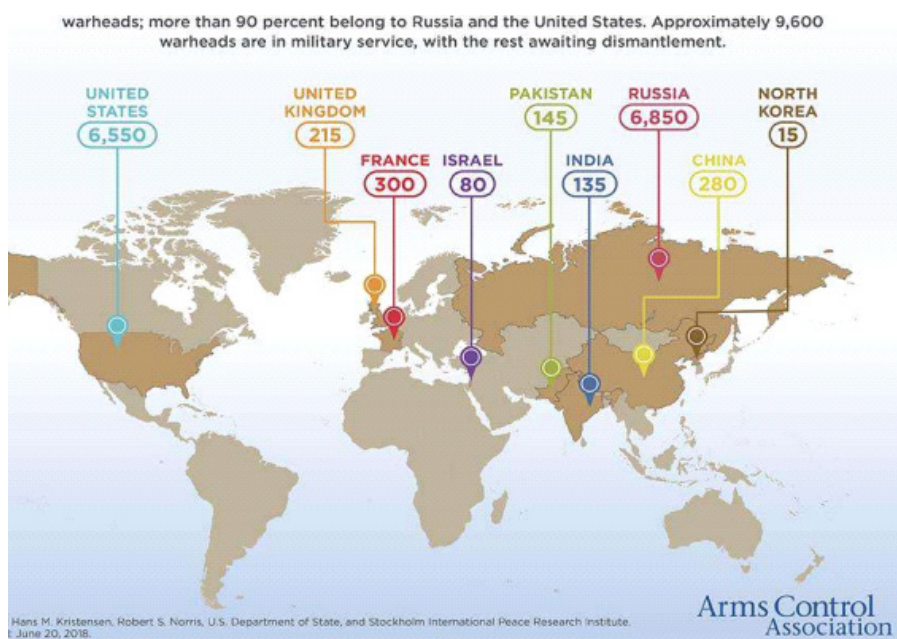 warheads; more than 90 percent belong to Russia and the United States. Approximately 9,600
warheads are in military service, with the rest awaiting dismantlement.
UNITED
STATES
6,550
UNITED
KINGDOM
215
FRANCE
300
ISRAEL
80
PAKISTAN
145
INDIA
135
RUSSIA
6,850
CHINA
280
NORTH
KOREA
15
Hans M. Kristensen, Robert S. Norris, U.S. Department of State, and Stockholm International Peace Research Institute.
June 20, 2018.
Arms Control
Association